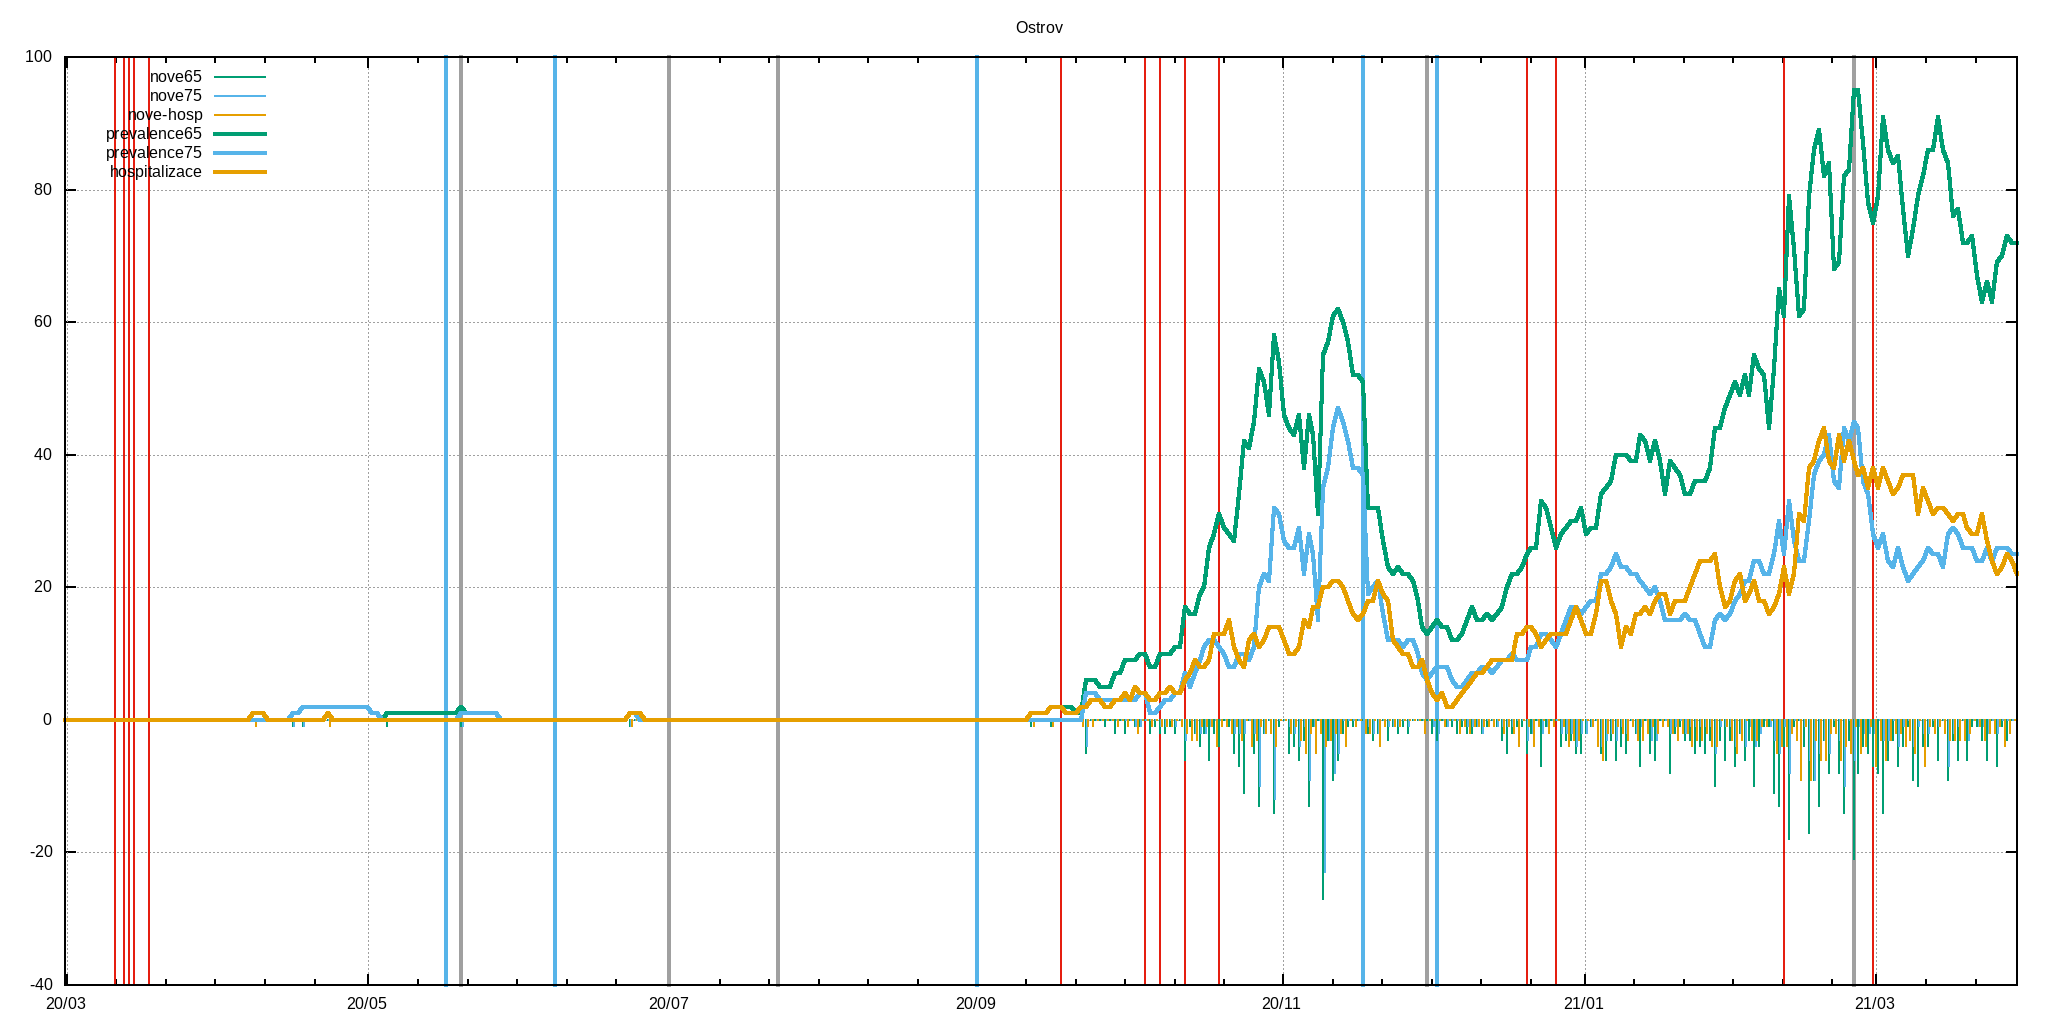 Ostrov
100
nove65
nove75
nove-hosp
prevalence65
prevalence75
hospitalizace
80
60
40
20
0
-20
-40
20/03 20/05 20/07 20/09 20/11 21/01 21/03